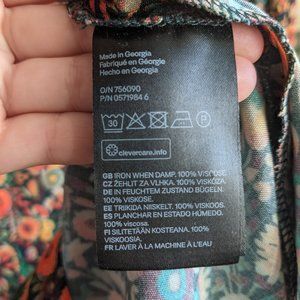 Made in Georgia
Fabriqué en Géorgie
Hecho en Georgia
O/N 756090
P/N 0571984 6
30
P
clevercare.info
GB IRON WHEN DAMP. 100% VISCOSE.
CZ ŽEHLIT ZA VLHKA. 100% VISKÓZA.
DE IN FEUCHTEM ZUSTAND BÜGELN.
100% VISKOSE.
EE TRIIKIDA NIISKELT. 100% VISKOOS
ES PLANCHAR EN ESTADO HÚMEDO.
100% viscosa.
FI SILITETÄÄN KOSTEANA. 100%
VISKOOSIA
FR LAVER À LA MACHINE À L'EAU